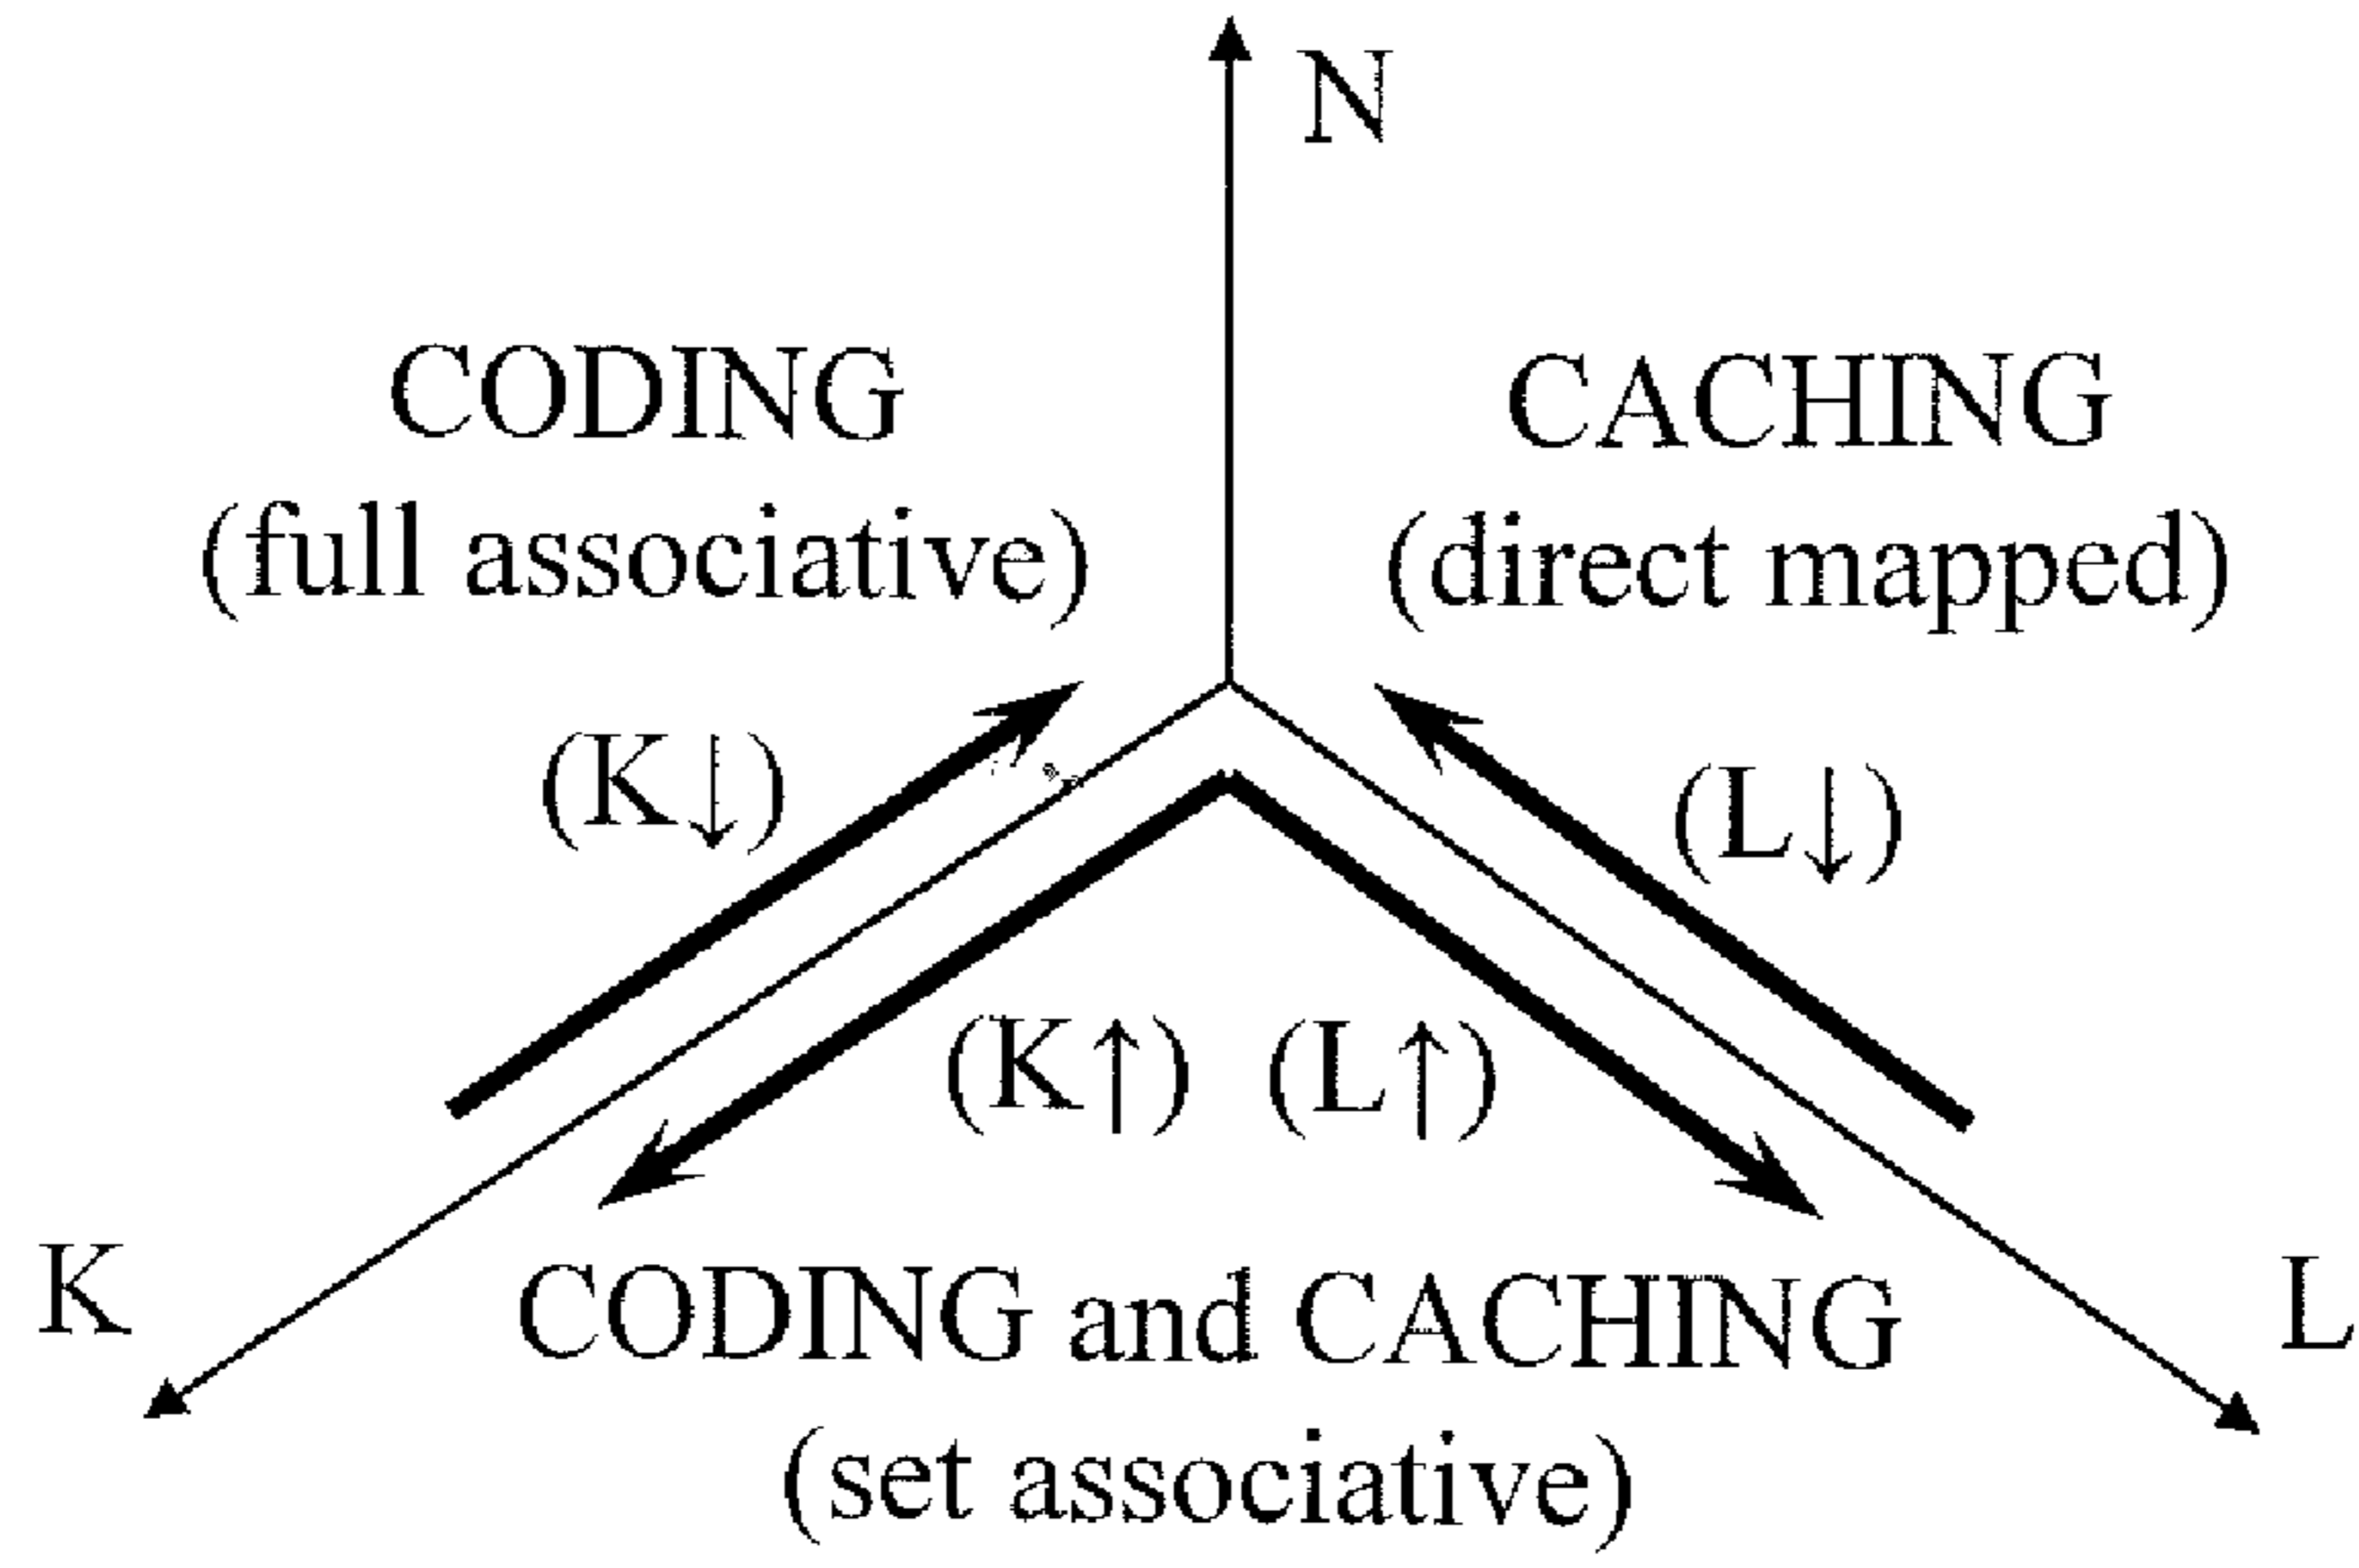 N
CODING
(full associative)
CACHING
(direct mapped)
(K↓)
(L↓)
(K↑) (L↑)
K
L
CODING and CACHING
(set associative)